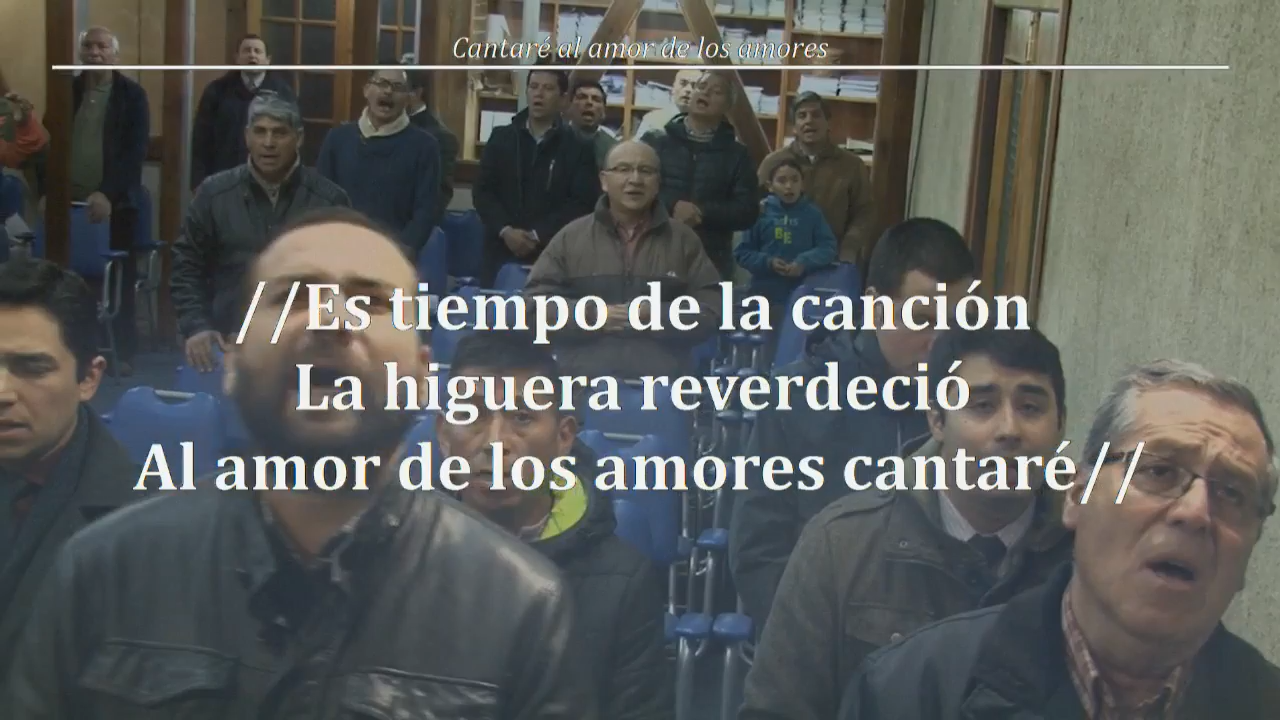 Cantaré al amor de los amores
//Es tiempo de la canción
La higuera reverdeció
Al amor de los amores cantaré//